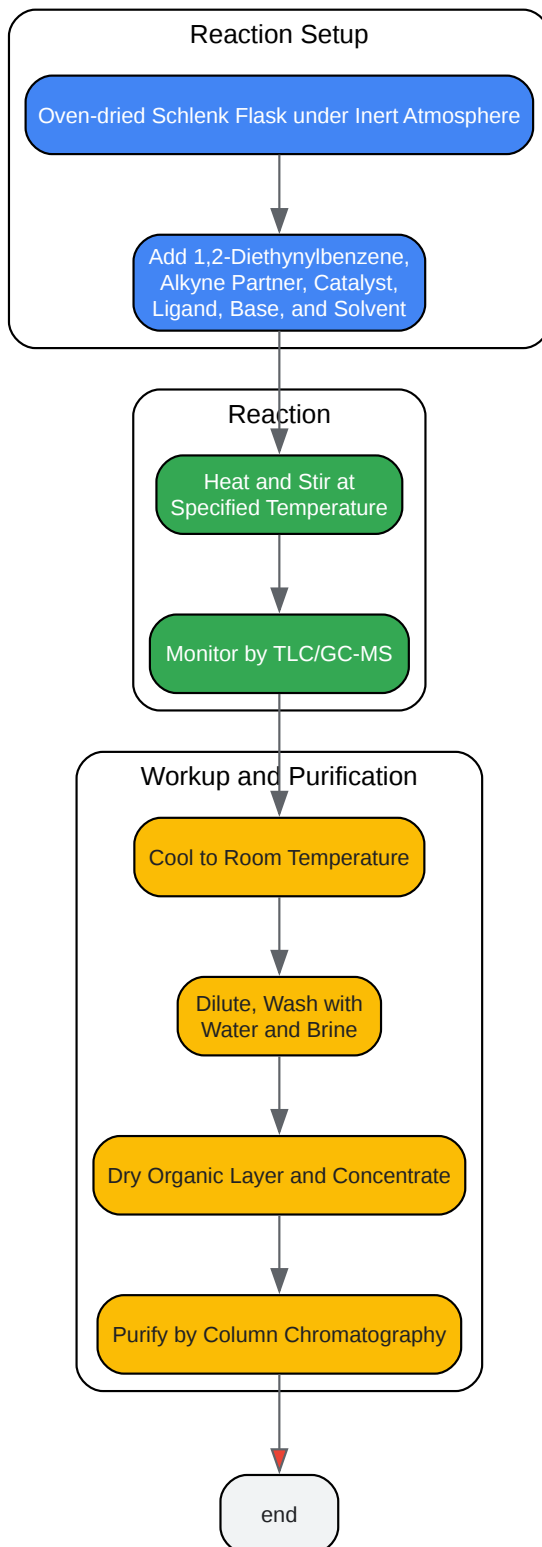 Reaction Setup
Oven-dried Schlenk Flask under Inert Atmosphere
Add 1,2-Diethynylbenzene,
Alkyne Partner, Catalyst,
Ligand, Base, and Solvent
Reaction
Heat and Stir at
Specified Temperature
Monitor by TLC/GC-MS
Workup and Purification
Cool to Room Temperature
Dilute, Wash with
Water and Brine
Dry Organic Layer and Concentrate
Purify by Column Chromatography
end